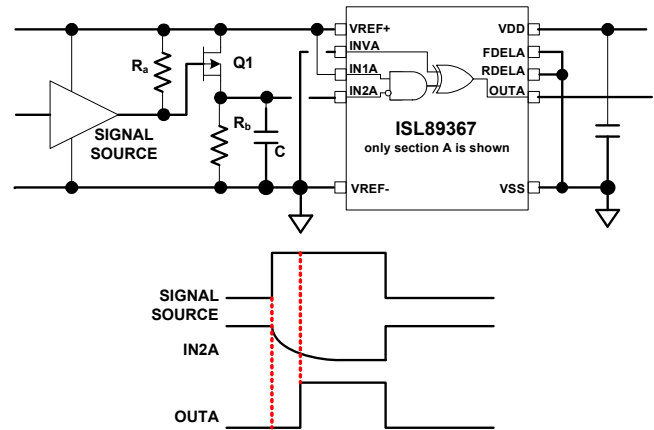 VREF+
VDD
INVA
FDELA
Ra
Q1
IN1A
RDELA
IN2A
OUTA
SIGNAL
SOURCE
Rb
C
ISL89367
only section A is shown
VREF-
VSS
SIGNAL
SOURCE
IN2A
OUTA